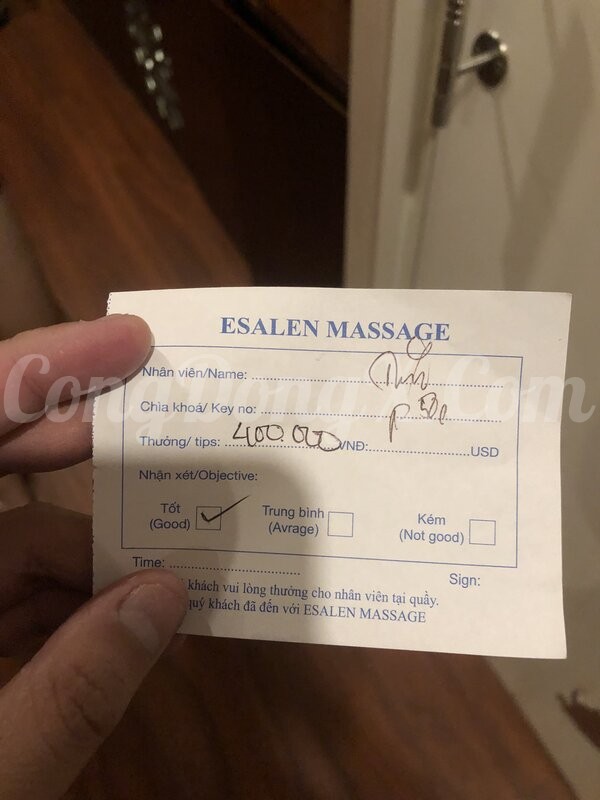 ESALEN MASSAGE
Nhân viên/Name:
Chìa khoá/ Key no:
Thưởng/ tips: 400.000/VNĐ: USD
Nhận xét/Objective:
Tốt
(Good)
Trung bình
(Avrage)
Kém
(Not good)
Time:
Sign:
khách vui lòng thưởng cho nhân viên tại quầy.
quý khách đã đến với ESALEN MASSAGE